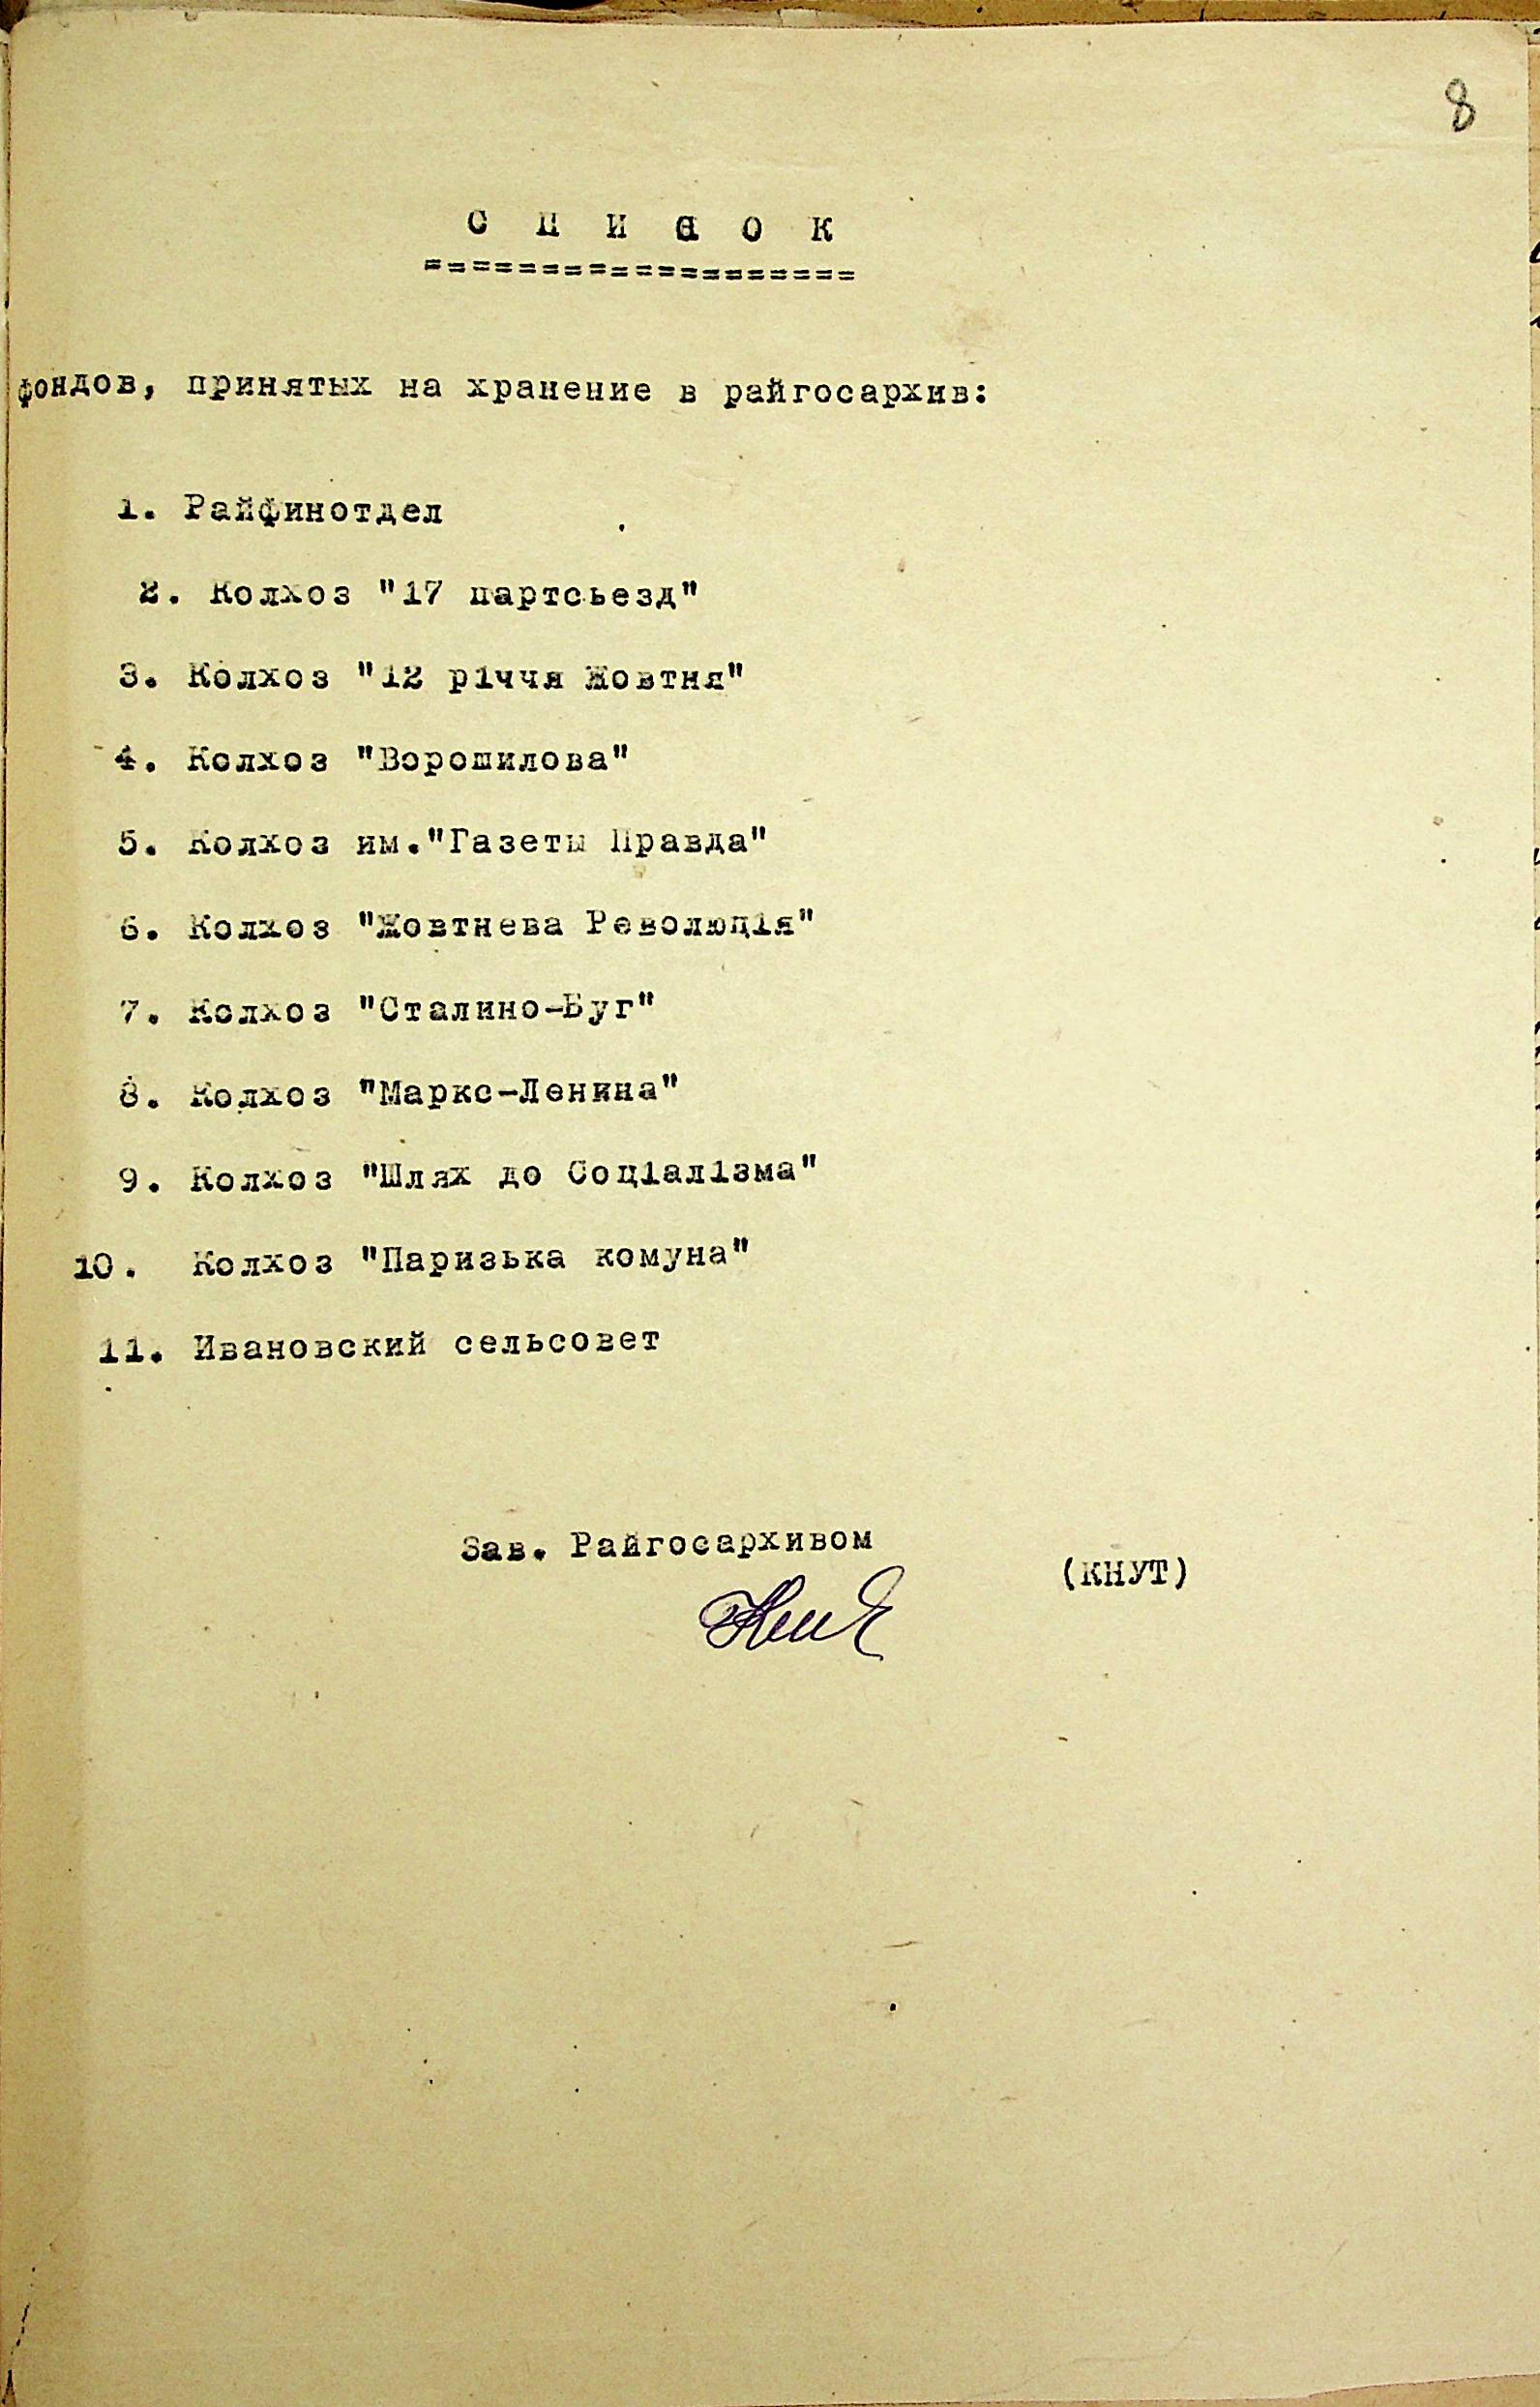 8
С П И С О К
===================
фондов, принятых на хранение в райгосархив:
1. Райфинотдел
2. Колхоз "17 партсьезд"
3. Колхоз "12 річчя Жовтня"
4. Колхоз "Ворошилова"
5. Колхоз им."Газеты Правда"
6. Колхоз "Жовтнева Революція"
7. Колхоз "Сталино-Буг"
8. Колхоз "Маркс-Ленина"
9. Колхоз "Шлях до Соціалізма"
10. Колхоз "Паризька комуна"
11. Ивановский сельсовет
Зав. Райгосархивом
(КНУТ)